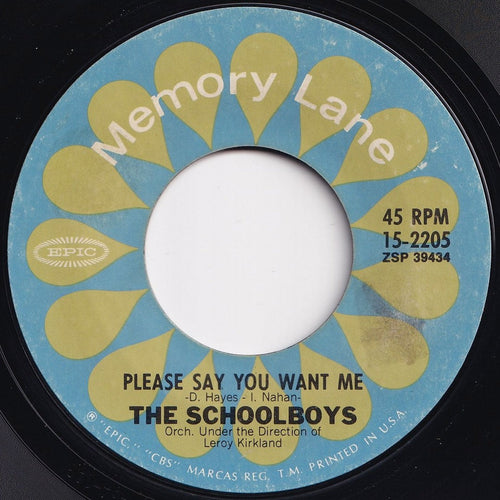 Memory Lane
45 RPM
15-2205
ZSP 39434
EPIC
PLEASE SAY YOU WANT ME
-D. Hayes - I. Nahan-
THE SCHOOLBOYS
Orch. Under the Direction of
Leroy Kirkland
® "EPIC," "CBS" MARCAS REG. T.M. PRINTED IN U.S.A.